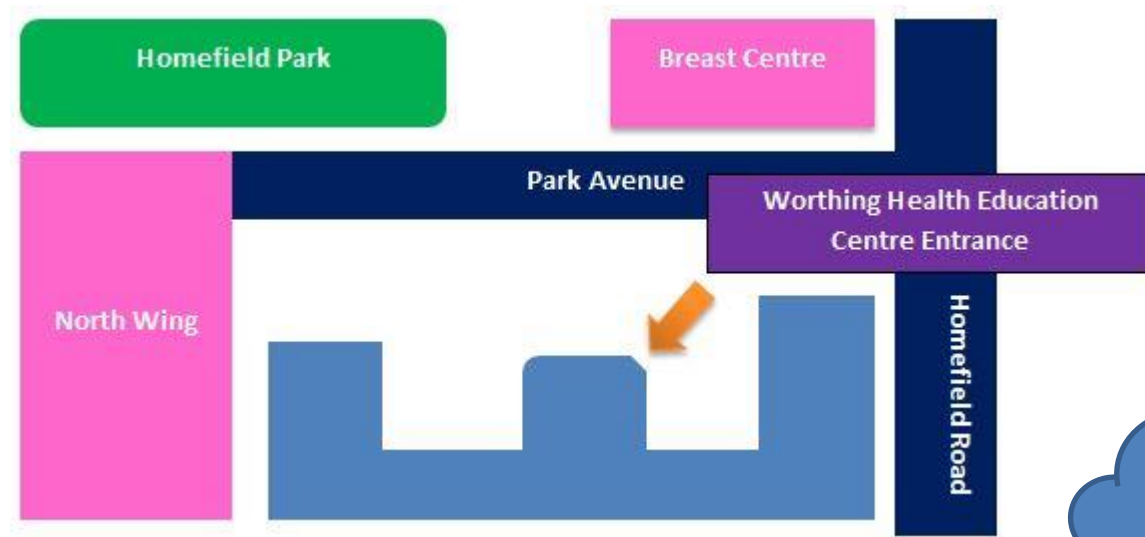 Homefield Park
Breast Centre
Park Avenue
Worthing Health Education
Centre Entrance
North Wing
Homefield Road